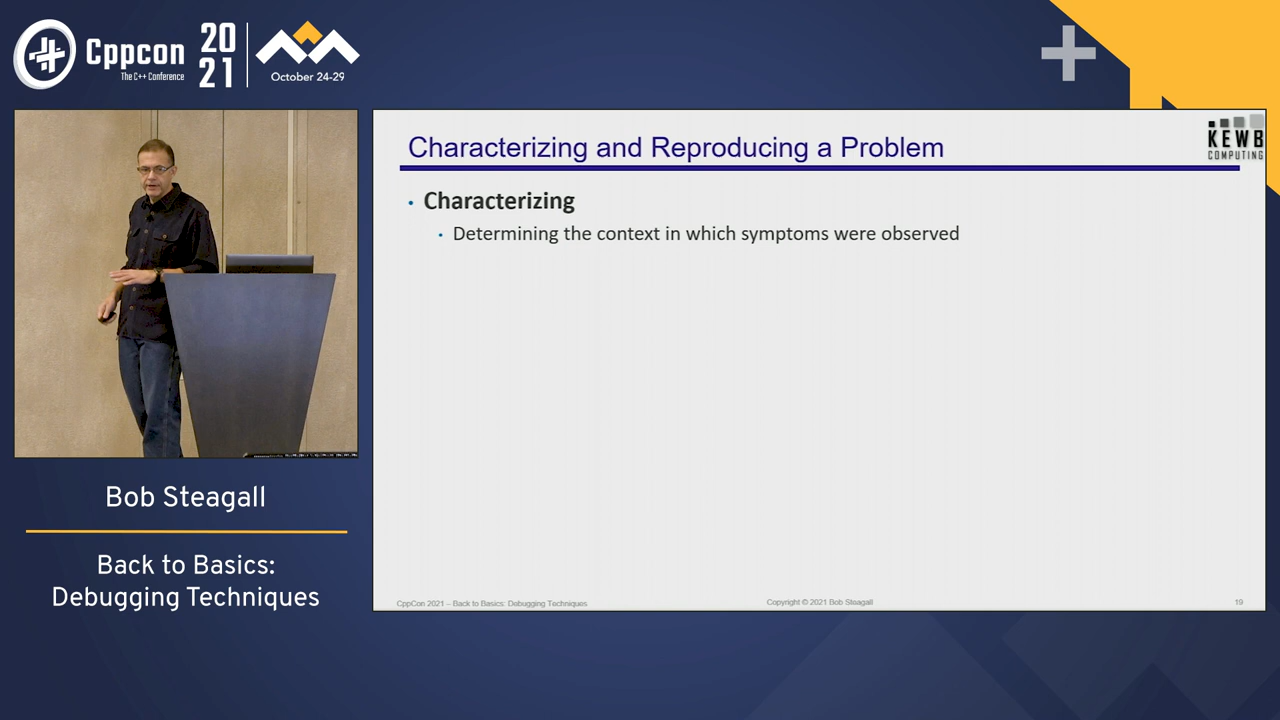 Cppcon
The C++ Conference
20
21
October 24-29
Characterizing and Reproducing a Problem
KEWB
COMPUTING
• Characterizing
• Determining the context in which symptoms were observed
CppCon 2021 – Back to Basics: Debugging Techniques
Copyright © 2021 Bob Steagall
19
Bob Steagall
Back to Basics:
Debugging Techniques